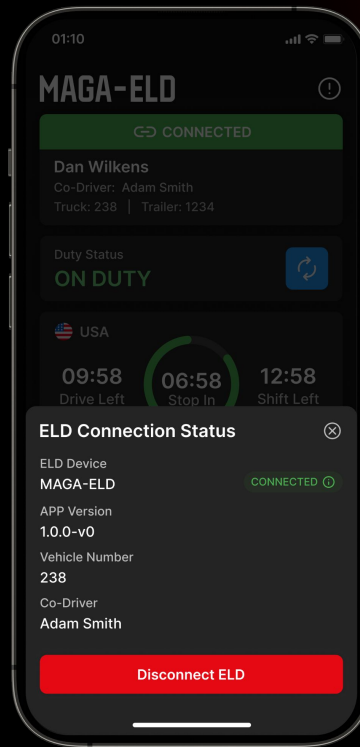 01:10
MAGA-ELD
CONNECTED
Dan Wilkens
Co-Driver: Adam Smith
Truck: 238 | Trailer: 1234
Duty Status
ON DUTY
USA
09:58 06:58 12:58
Drive Left Stop In Shift Left
ELD Connection Status
ELD Device
MAGA-ELD CONNECTED
APP Version
1.0.0-v0
Vehicle Number
238
Co-Driver
Adam Smith
Disconnect ELD